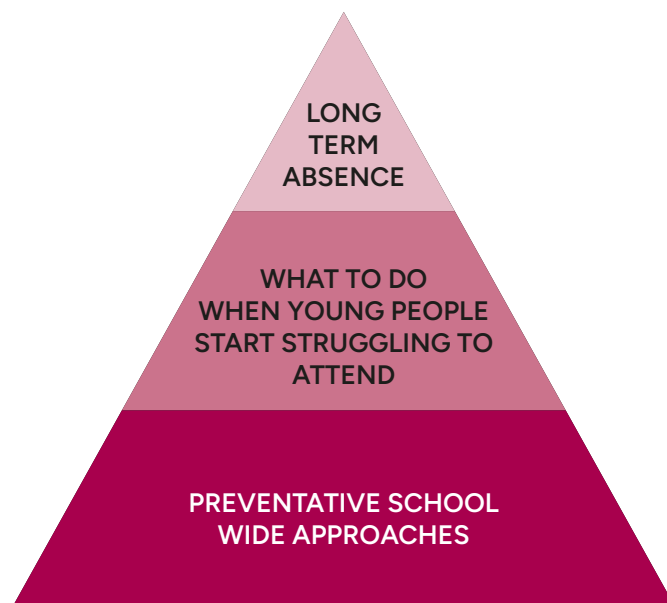 LONG
TERM
ABSENCE
WHAT TO DO
WHEN YOUNG PEOPLE
START STRUGGLING TO
ATTEND
PREVENTATIVE SCHOOL
WIDE APPROACHES